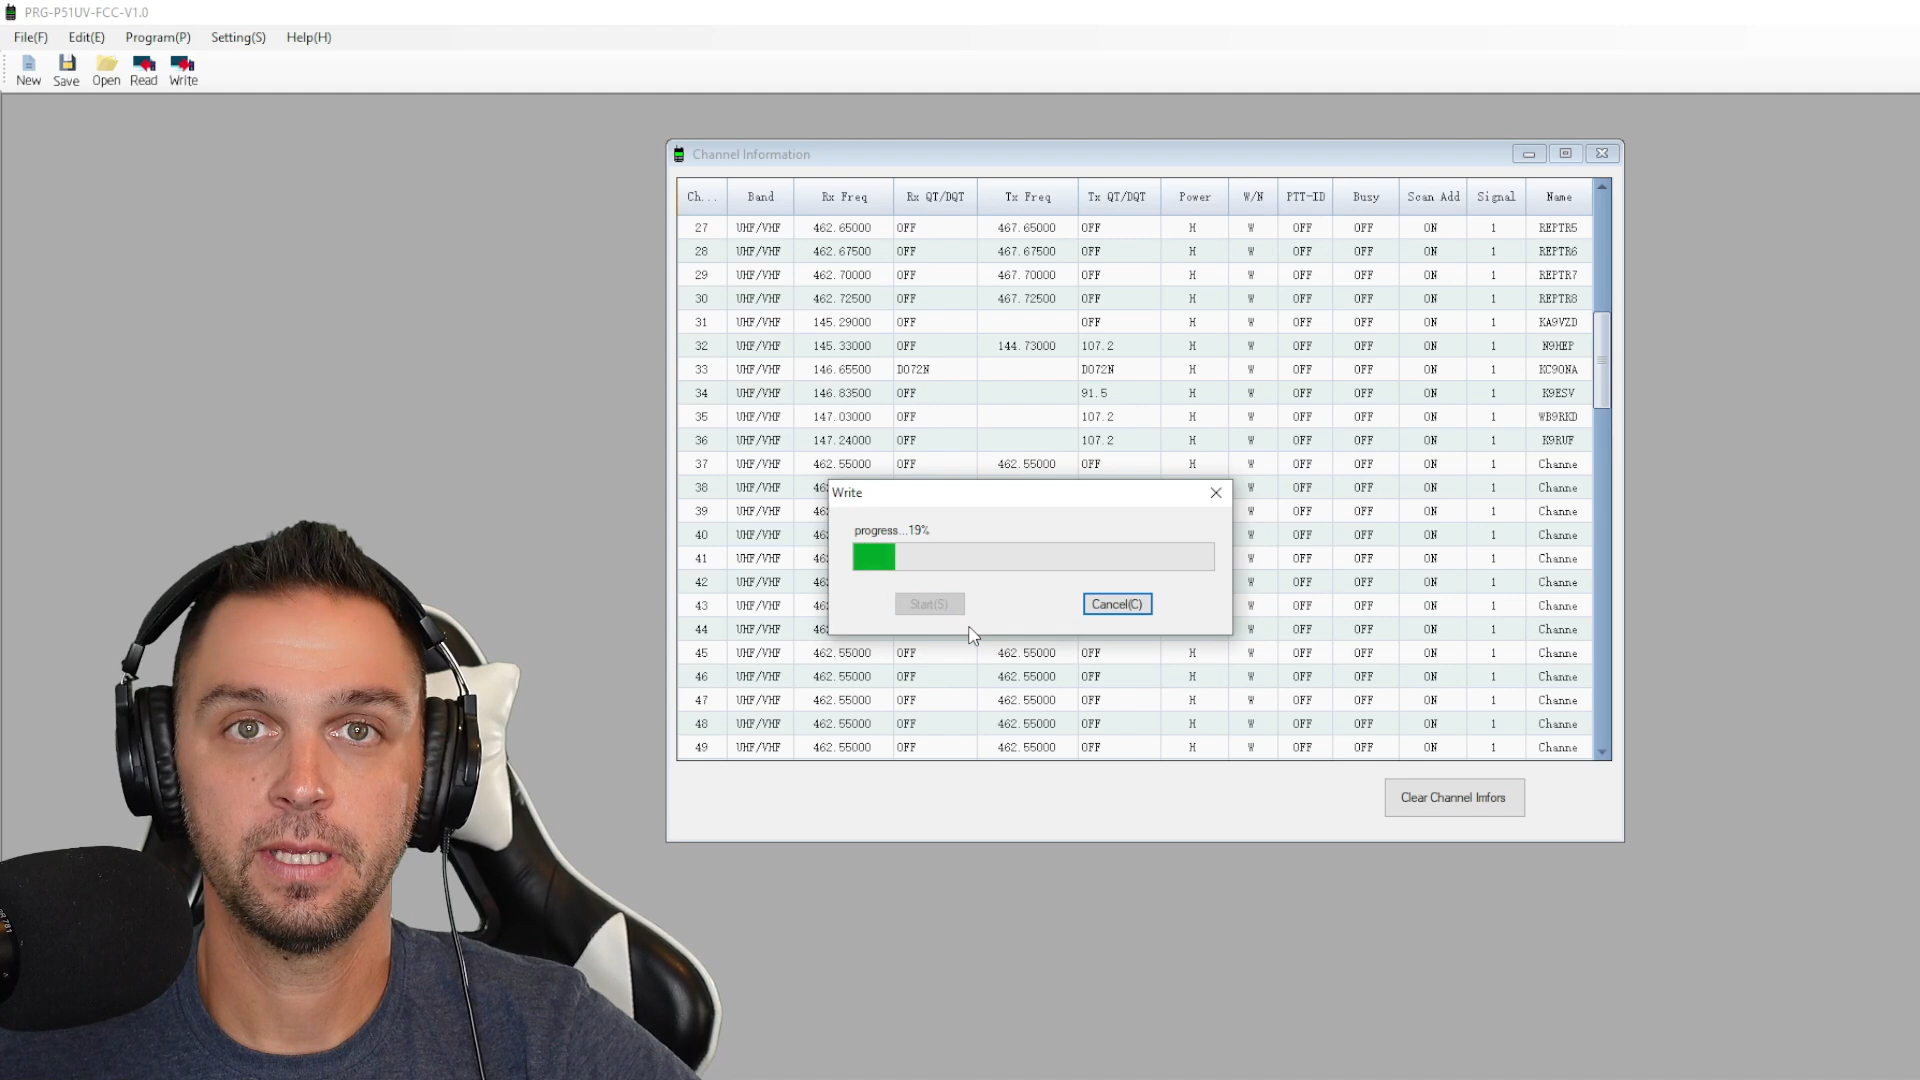 PRG-P51UV-FCC-V1.0
File(F) Edit(E) Program(P) Setting(S) Help(H)
New Save Open Read Write
Channel Information
Ch... Band Rx Freq Rx QT/DQT Tx Freq Tx QT/DQT Power W/N PTT-ID Busy Scan Add Signal Name
27 UHF/VHF 462.65000 OFF 467.65000 OFF H W OFF OFF ON 1 REPTR5
28 UHF/VHF 462.67500 OFF 467.67500 OFF H W OFF OFF ON 1 REPTR6
29 UHF/VHF 462.70000 OFF 467.70000 OFF H W OFF OFF ON 1 REPTR7
30 UHF/VHF 462.72500 OFF 467.72500 OFF H W OFF OFF ON 1 REPTR8
31 UHF/VHF 145.29000 OFF OFF H W OFF OFF ON 1 KA9VZD
32 UHF/VHF 145.33000 OFF 144.73000 107.2 H W OFF OFF ON 1 N9HEP
33 UHF/VHF 146.65500 D072N D072N H W OFF OFF ON 1 KC9ONA
34 UHF/VHF 146.83500 OFF 91.5 H W OFF OFF ON 1 K9ESV
35 UHF/VHF 147.03000 OFF 107.2 H W OFF OFF ON 1 WB9RKD
36 UHF/VHF 147.24000 OFF 107.2 H W OFF OFF ON 1 K9RUF
37 UHF/VHF 462.55000 OFF 462.55000 OFF H W OFF OFF ON 1 Channe
38 UHF/VHF 462 W OFF OFF ON 1 Channe
39 UHF/VHF 462 W OFF OFF ON 1 Channe
40 UHF/VHF 462 W OFF OFF ON 1 Channe
41 UHF/VHF 462 W OFF OFF ON 1 Channe
42 UHF/VHF 462 W OFF OFF ON 1 Channe
43 UHF/VHF 462 W OFF OFF ON 1 Channe
44 UHF/VHF 462 W OFF OFF ON 1 Channe
45 UHF/VHF 462.55000 OFF 462.55000 OFF H W OFF OFF ON 1 Channe
46 UHF/VHF 462.55000 OFF 462.55000 OFF H W OFF OFF ON 1 Channe
47 UHF/VHF 462.55000 OFF 462.55000 OFF H W OFF OFF ON 1 Channe
48 UHF/VHF 462.55000 OFF 462.55000 OFF H W OFF OFF ON 1 Channe
49 UHF/VHF 462.55000 OFF 462.55000 OFF H W OFF OFF ON 1 Channe
Write
progress...19%
Start(S) Cancel(C)
Clear Channel Imfors